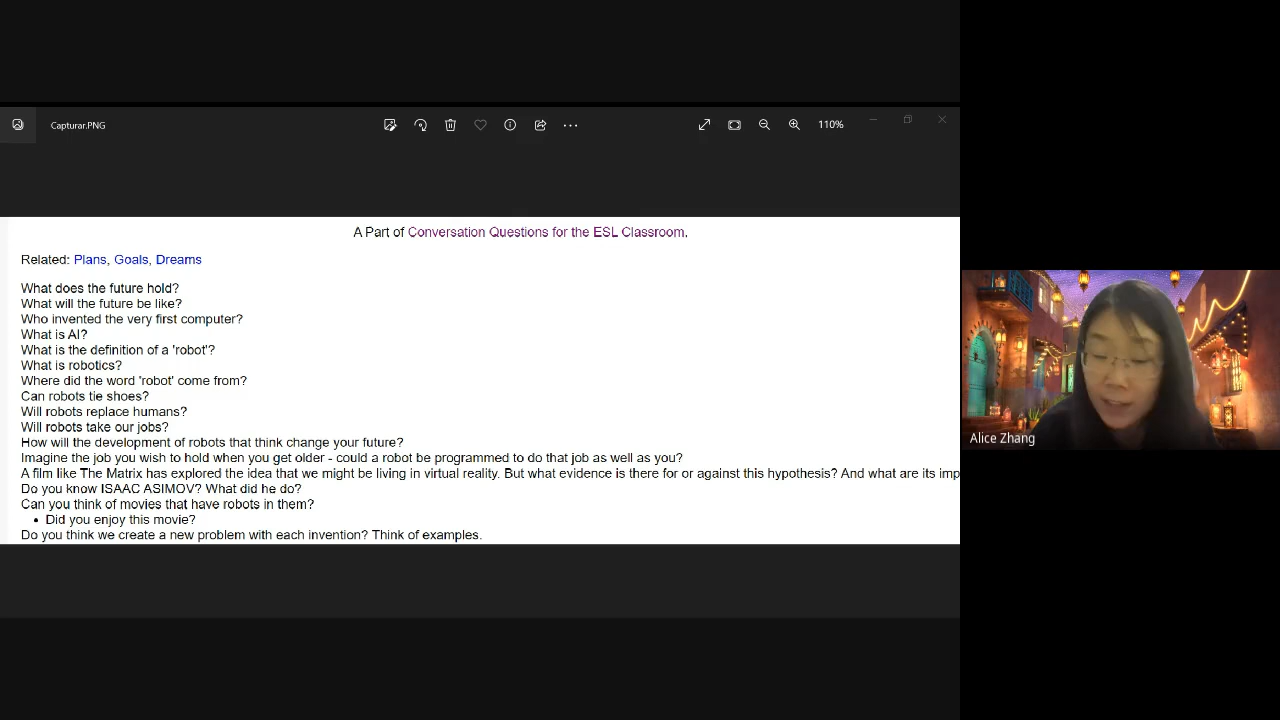 Capturar.PNG
110%
A Part of Conversation Questions for the ESL Classroom.
Related: Plans, Goals, Dreams
What does the future hold?
What will the future be like?
Who invented the very first computer?
What is AI?
What is the definition of a 'robot'?
What is robotics?
Where did the word 'robot' come from?
Can robots tie shoes?
Will robots replace humans?
Will robots take our jobs?
How will the development of robots that think change your future?
Imagine the job you wish to hold when you get older - could a robot be programmed to do that job as well as you?
A film like The Matrix has explored the idea that we might be living in virtual reality. But what evidence is there for or against this hypothesis? And what are its imp
Do you know ISAAC ASIMOV? What did he do?
Can you think of movies that have robots in them?
• Did you enjoy this movie?
Do you think we create a new problem with each invention? Think of examples.
Alice Zhang